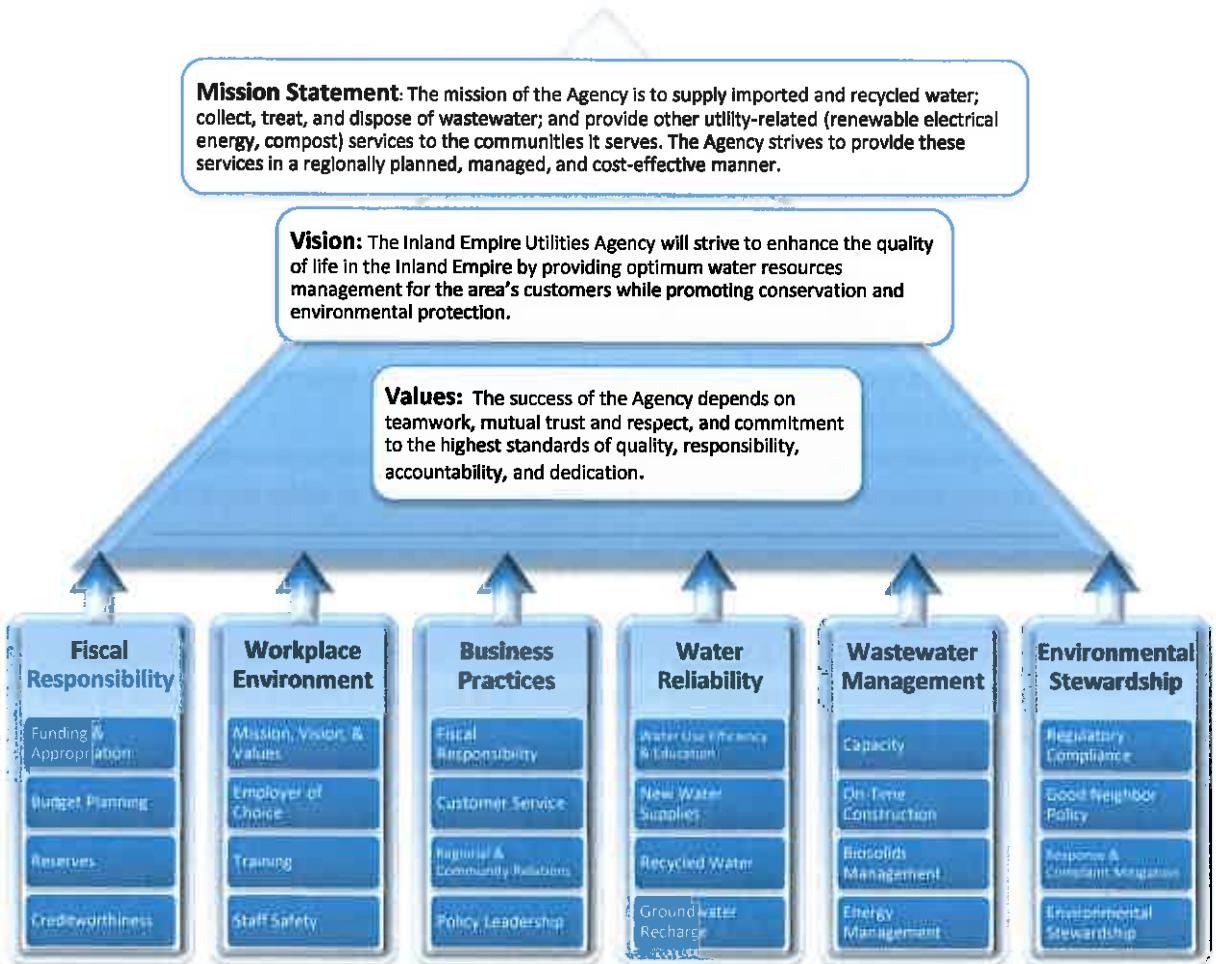 Mission Statement: The mission of the Agency is to supply imported and recycled water;
collect, treat, and dispose of wastewater; and provide other utility-related (renewable electrical
energy, compost) services to the communities it serves. The Agency strives to provide these
services in a regionally planned, managed, and cost-effective manner.
Vision: The Inland Empire Utilities Agency will strive to enhance the quality
of life in the Inland Empire by providing optimum water resources
management for the area's customers while promoting conservation and
environmental protection.
Values: The success of the Agency depends on
teamwork, mutual trust and respect, and commitment
to the highest standards of quality, responsibility,
accountability, and dedication.
Fiscal
Responsibility
Funding &
Appropriation
Budget Planning
Reserves
Creditworthiness
Workplace
Environment
Mission, Vision, &
Values
Employer of
Choice
Training
Staff Safety
Business
Practices
Fiscal
Responsibility
Customer Service
Regional &
Community Relations
Policy Leadership
Water
Reliability
Water Use Efficiency
& Education
New Water
Supplies
Recycled Water
Groundwater
Recharge
Wastewater
Management
Capacity
On-Time
Construction
Biosolids
Management
Energy
Management
Environmental
Stewardship
Regulatory
Compliance
Good Neighbor
Policy
Response &
Complaint Mitigation
Environmental
Stewardship